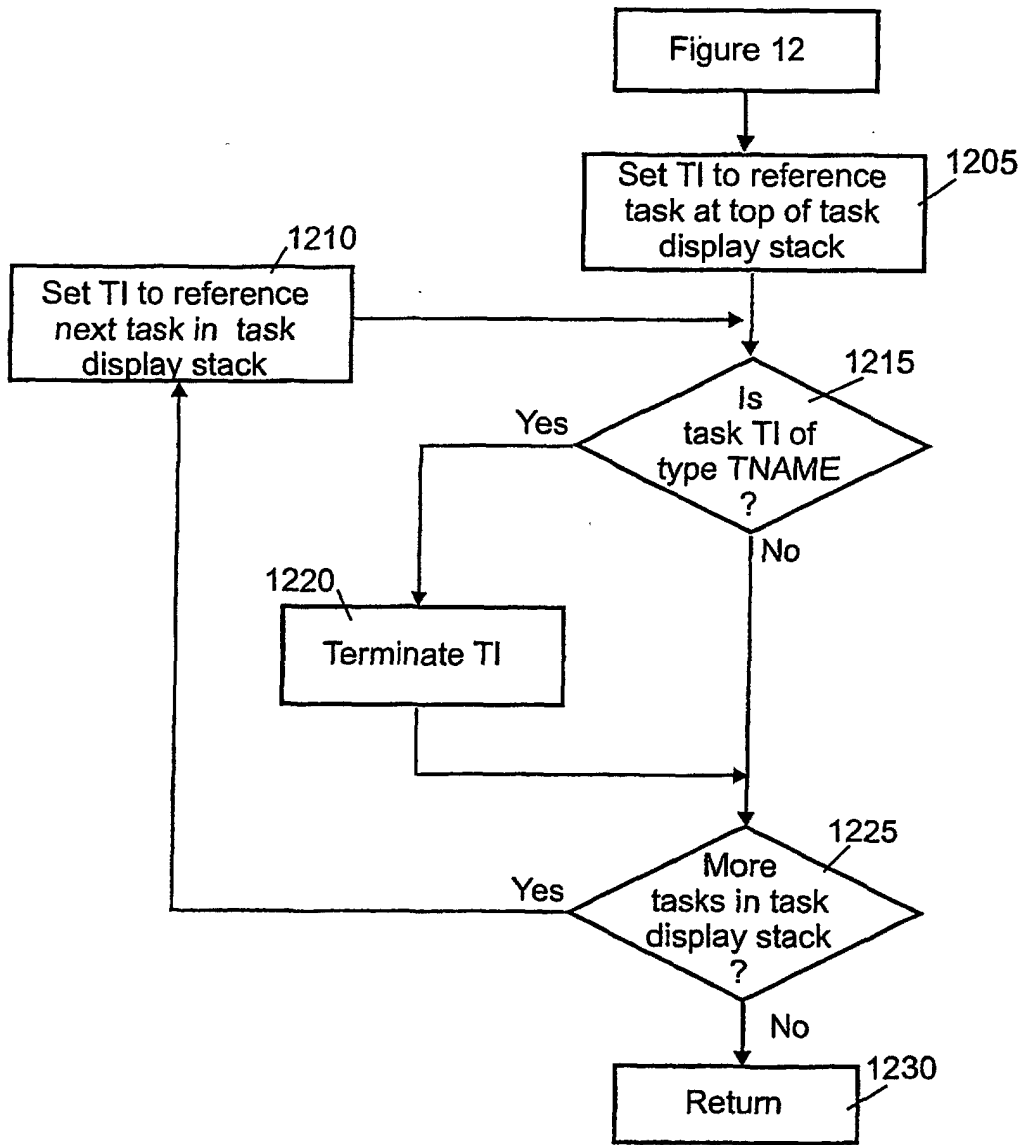 Figure 12
1205
Set TI to reference
task at top of task
display stack
1210
Set TI to reference
next task in task
display stack
1215
Is
task TI of
type TNAME
?
Yes
No
1220
Terminate TI
1225
More
tasks in task
display stack
?
Yes
No
1230
Return